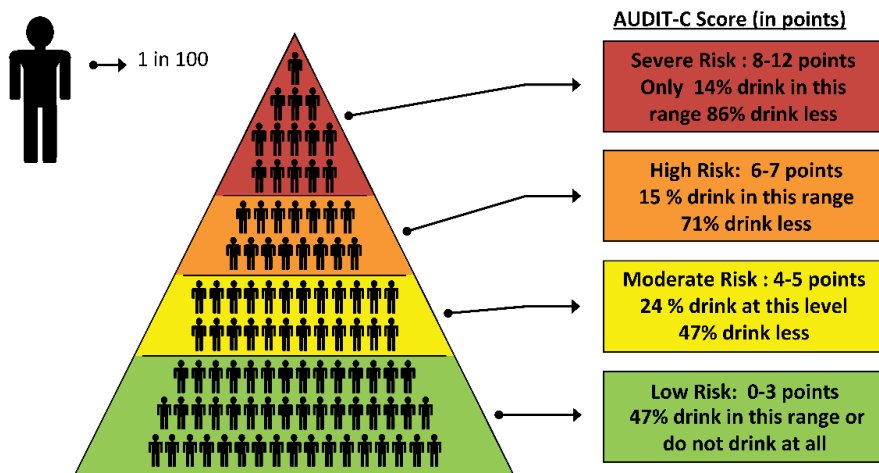 AUDIT-C Score (in points)
1 in 100
Severe Risk : 8-12 points
Only 14% drink in this
range 86% drink less
High Risk: 6-7 points
15 % drink in this range
71% drink less
Moderate Risk : 4-5 points
24 % drink at this level
47% drink less
Low Risk: 0-3 points
47% drink in this range or
do not drink at all